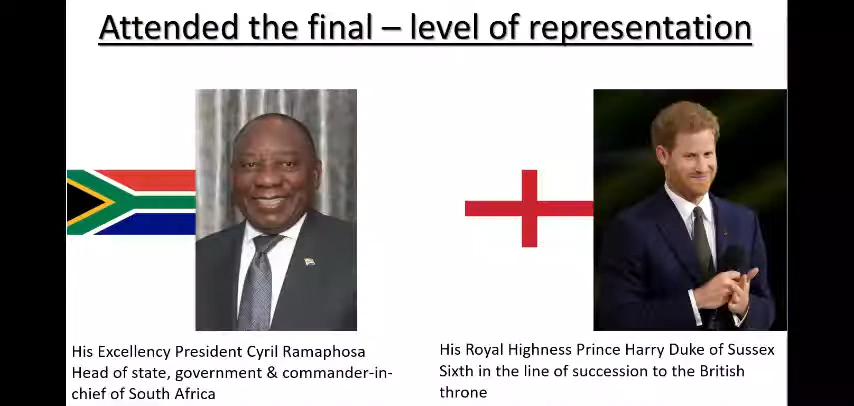 Attended the final – level of representation
His Excellency President Cyril Ramaphosa
Head of state, government & commander-in-
chief of South Africa
His Royal Highness Prince Harry Duke of Sussex
Sixth in the line of succession to the British
throne